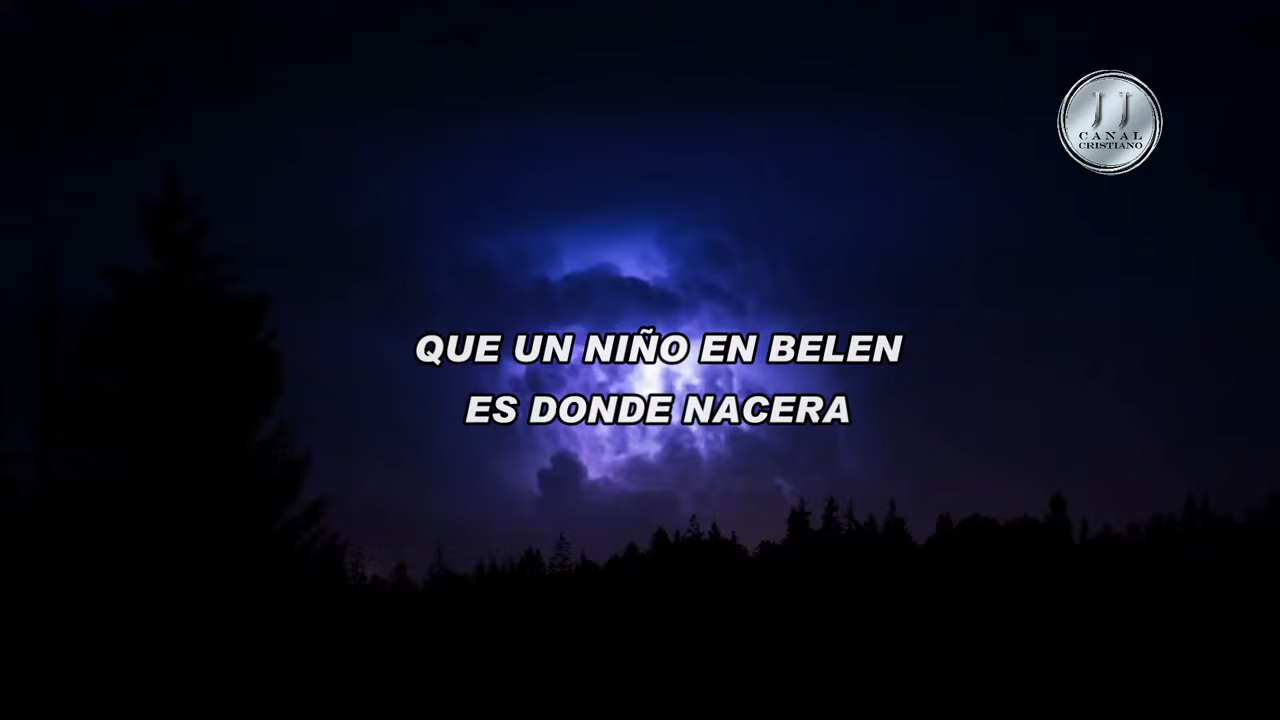 JJ
CANAL
CRISTIANO
QUE UN NIÑO EN BELEN
ES DONDE NACERA